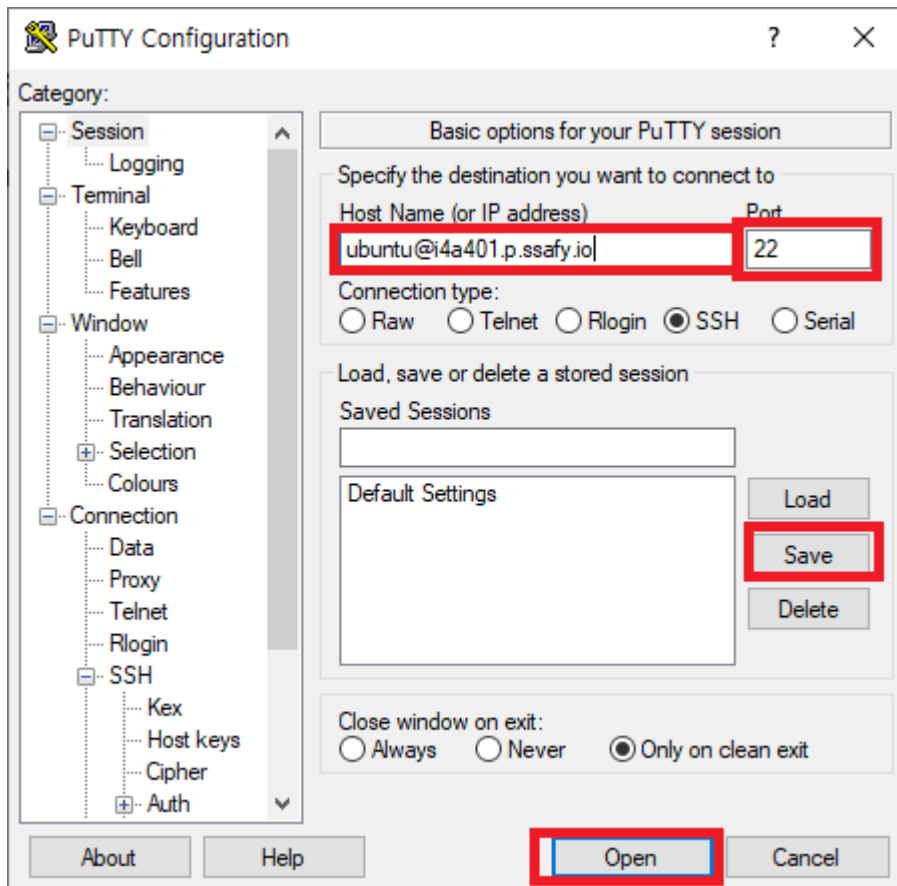 PuTTY Configuration
?
Category:
Session
Logging
Terminal
Keyboard
Bell
Features
Window
Appearance
Behaviour
Translation
Selection
Colours
Connection
Data
Proxy
Telnet
Rlogin
SSH
Kex
Host keys
Cipher
Auth
Basic options for your PuTTY session
Specify the destination you want to connect to
Host Name (or IP address)
Port
ubuntu@i4a401.p.ssafy.io
22
Connection type:
Raw Telnet Rlogin SSH Serial
Load, save or delete a stored session
Saved Sessions
Default Settings
Load
Save
Delete
Close window on exit:
Always Never Only on clean exit
About Help Open Cancel